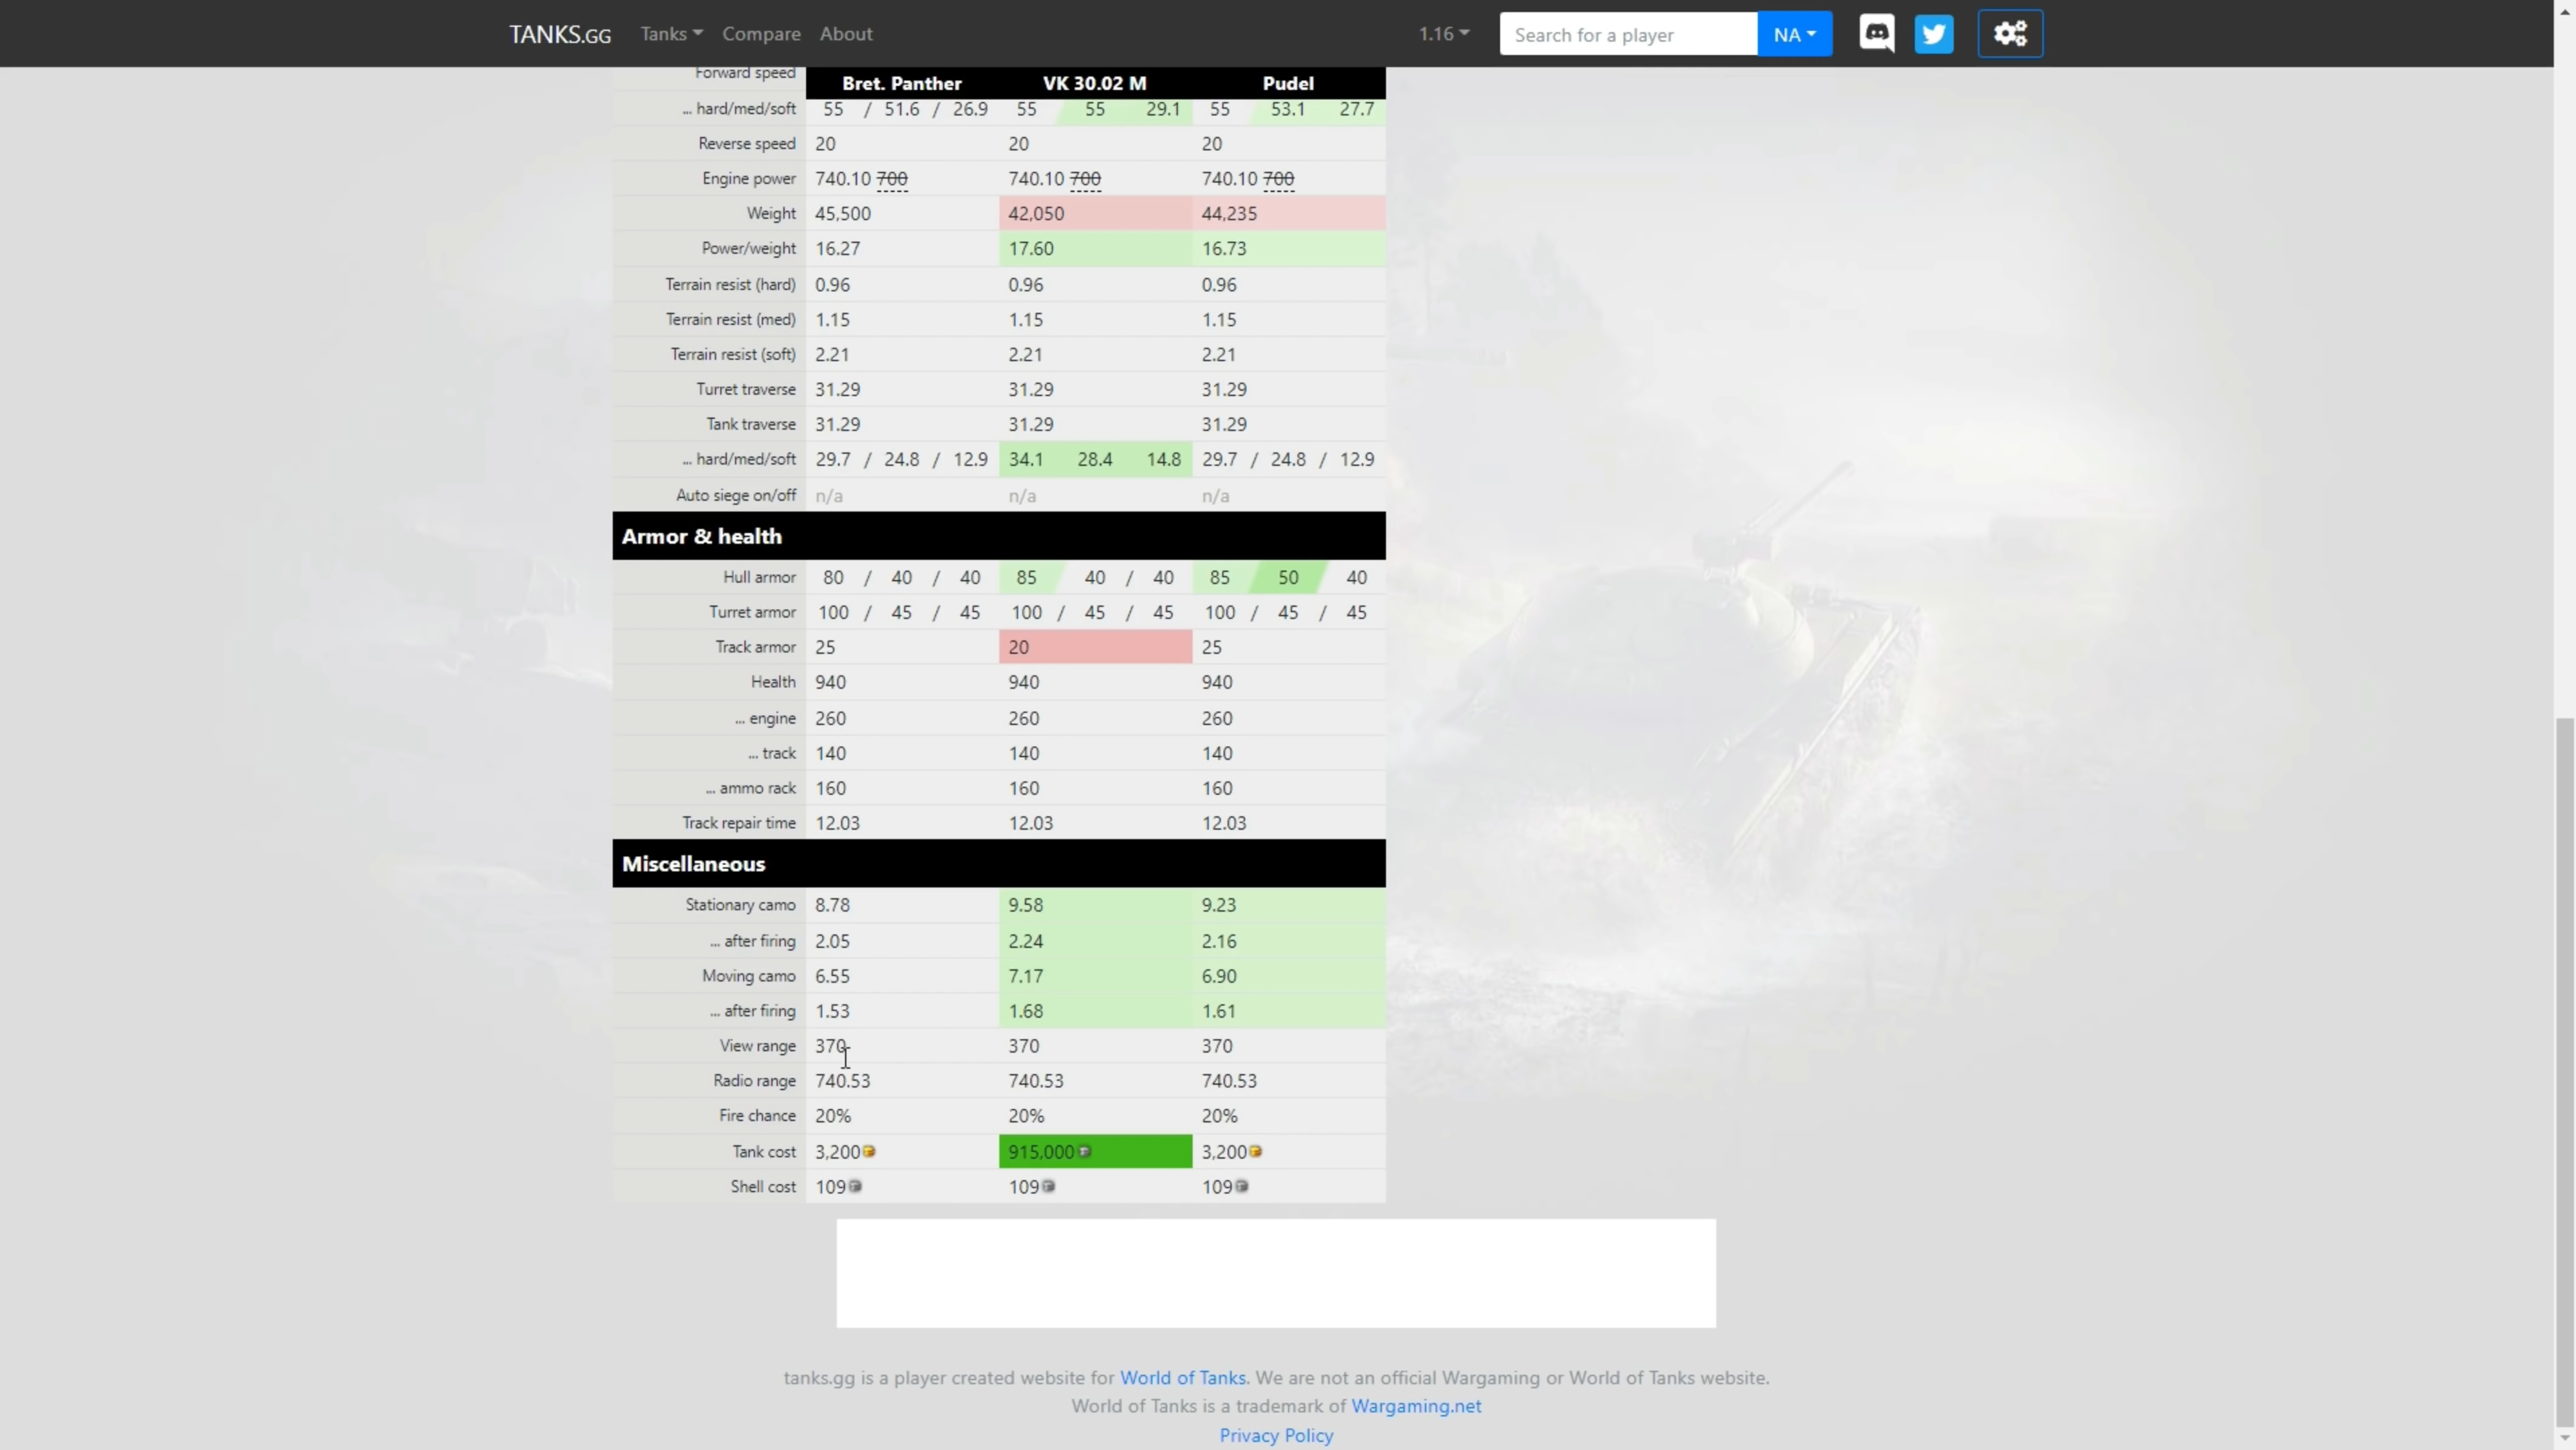 TANKS.GG Tanks Compare About 1.16 Search for a player NA
Forward speed Bret. Panther VK 30.02 M Pudel
... hard/med/soft 55 / 51.6 / 26.9 55 55 29.1 55 53.1 27.7
Reverse speed 20 20 20
Engine power 740.10 700 740.10 700 740.10 700
Weight 45,500 42,050 44,235
Power/weight 16.27 17.60 16.73
Terrain resist (hard) 0.96 0.96 0.96
Terrain resist (med) 1.15 1.15 1.15
Terrain resist (soft) 2.21 2.21 2.21
Turret traverse 31.29 31.29 31.29
Tank traverse 31.29 31.29 31.29
... hard/med/soft 29.7 / 24.8 / 12.9 34.1 28.4 14.8 29.7 / 24.8 / 12.9
Auto siege on/off n/a n/a n/a
Armor & health
Hull armor 80 / 40 / 40 85 40 / 40 85 50 40
Turret armor 100 / 45 / 45 100 / 45 / 45 100 / 45 / 45
Track armor 25 20 25
Health 940 940 940
... engine 260 260 260
... track 140 140 140
... ammo rack 160 160 160
Track repair time 12.03 12.03 12.03
Miscellaneous
Stationary camo 8.78 9.58 9.23
... after firing 2.05 2.24 2.16
Moving camo 6.55 7.17 6.90
... after firing 1.53 1.68 1.61
View range 370 370 370
Radio range 740.53 740.53 740.53
Fire chance 20% 20% 20%
Tank cost 3,200 915,000 3,200
Shell cost 109 109 109
tanks.gg is a player created website for World of Tanks. We are not an official Wargaming or World of Tanks website.
World of Tanks is a trademark of Wargaming.net
Privacy Policy